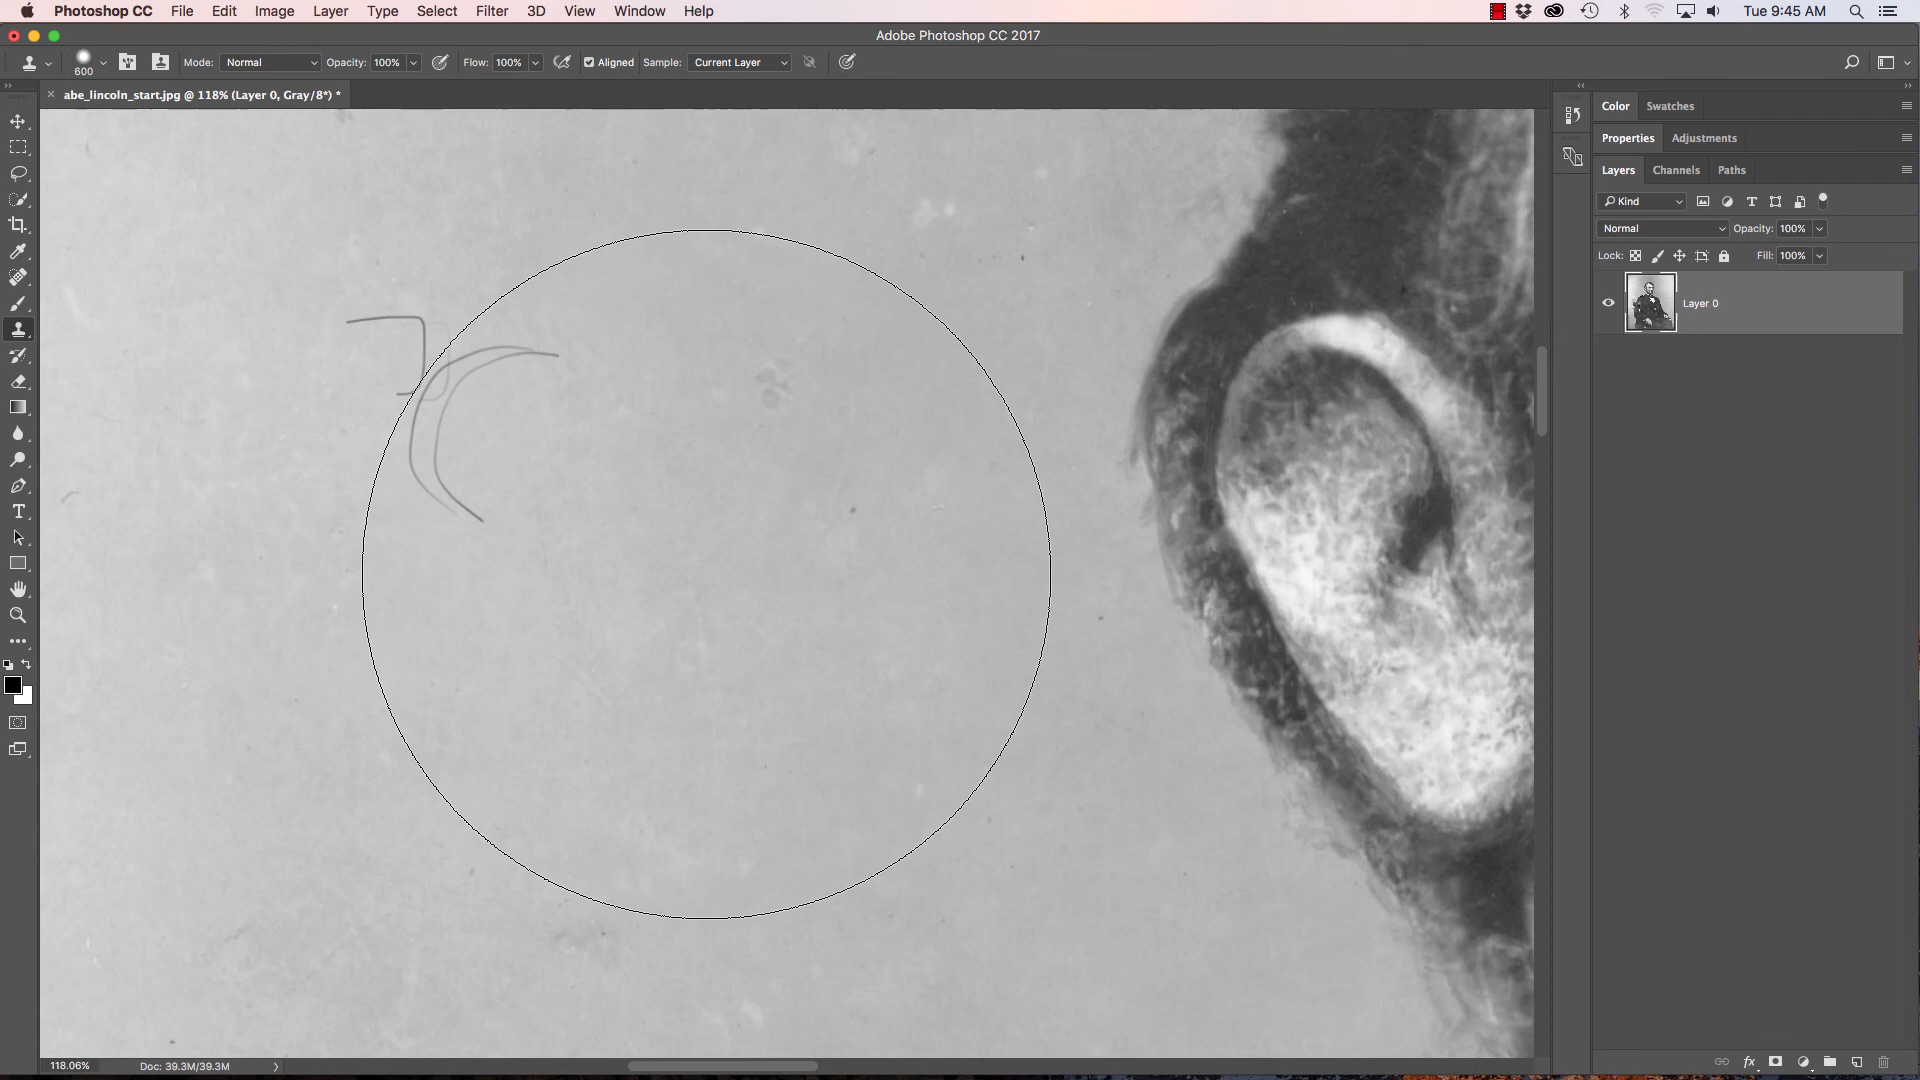 Photoshop CC File Edit Image Layer Type Select Filter 3D View Window Help Tue 9:45 AM
Adobe Photoshop CC 2017
600 Mode: Normal Opacity: 100% Flow: 100% Aligned Sample: Current Layer
abe_lincoln_start.jpg @ 118% (Layer 0, Gray/8*) *
Color Swatches
Properties Adjustments
Layers Channels Paths
Kind
Normal Opacity: 100%
Lock: Fill: 100%
Layer 0
118.06% Doc: 39.3M/39.3M